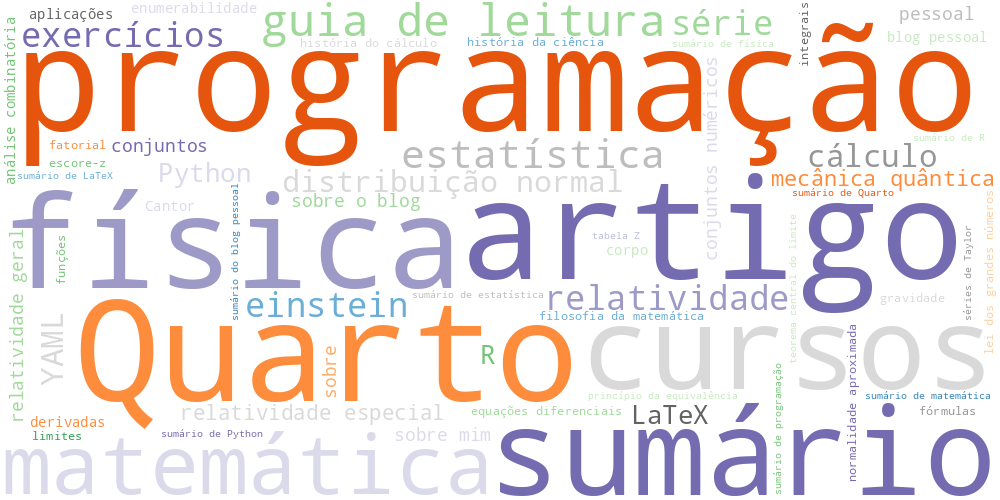 aplicações
enumerabilidade
guia de leitura
série
pessoal
exercícios
história do cálculo
história da ciência
sumário de física
integrais
blog pessoal
análise combinatória
programação
fatorial
conjuntos
escore-z
sumário de LaTeX
Python
estatística
conjuntos numéricos
sumário de R
cálculo
distribuição normal
mecânica quântica
sumário de Quarto
física
Cantor
sobre o blog
artigo
lei dos grandes números
relatividade geral
funções
sumário do blog pessoal
tabela Z
corpo
teorema central do limite
séries de Taylor
einstein
sumário de estatística
relatividade
gravidade
filosofia da matemática
YAML
Quarto
sobre
R
cursos
normalidade aproximada
sumário de programação
princípio da equivalência
sumário de matemática
derivadas
relatividade especial
equações diferenciais
LaTeX
fórmulas
limites
sumário de Python
sobre mim
matemática
sumário